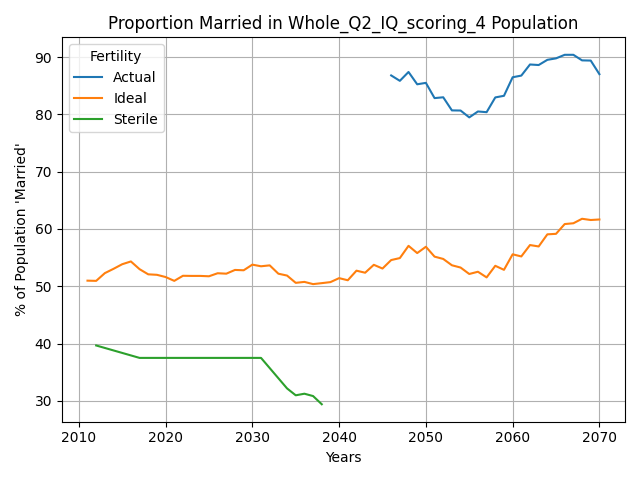 Proportion Married in Whole_Q2_IQ_scoring_4 Population
% of Population 'Married'
90
80
70
60
50
40
30
Fertility
Actual
Ideal
Sterile
2010 2020 2030 2040 2050 2060 2070
Years